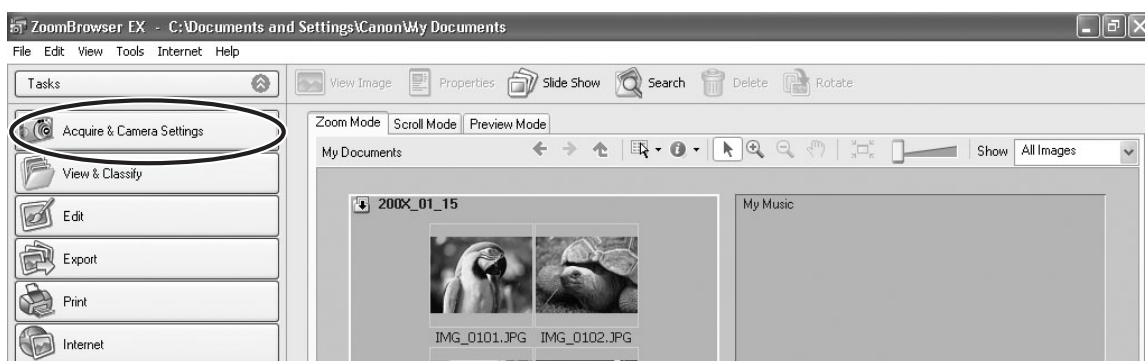 ZoomBrowser EX - C:\Documents and Settings\Canon\My Documents
File Edit View Tools Internet Help
Tasks
View Image Properties Slide Show Search Delete Rotate
Acquire & Camera Settings
View & Classify
Edit
Export
Print
Internet
Zoom Mode Scroll Mode Preview Mode
My Documents Show All Images
200X_01_15 My Music
IMG_0101.JPG IMG_0102.JPG